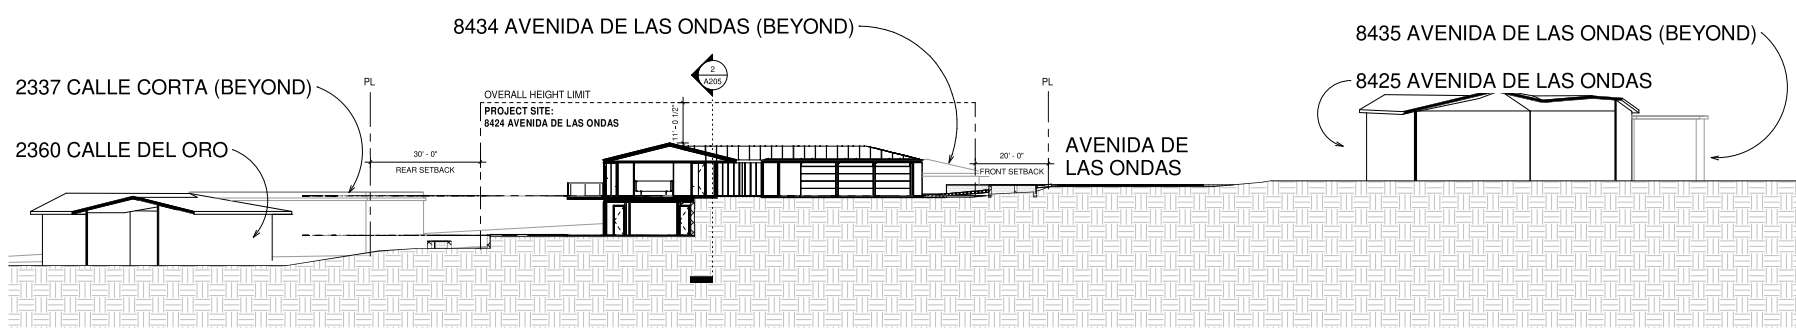 8434 AVENIDA DE LAS ONDAS (BEYOND)
8435 AVENIDA DE LAS ONDAS (BEYOND)
2
A205
PL
PL
2337 CALLE CORTA (BEYOND)
8425 AVENIDA DE LAS ONDAS
OVERALL HEIGHT LIMIT
PROJECT SITE:
8424 AVENIDA DE LAS ONDAS
11' - 0 1/2"
2360 CALLE DEL ORO
30' - 0"
REAR SETBACK
20' - 0"
FRONT SETBACK
AVENIDA DE
LAS ONDAS